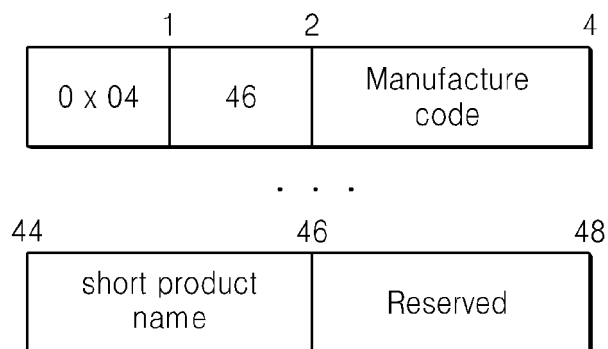 1 2 4
0 x 04 46 Manufacture
code
. . .
44 46 48
short product
name Reserved